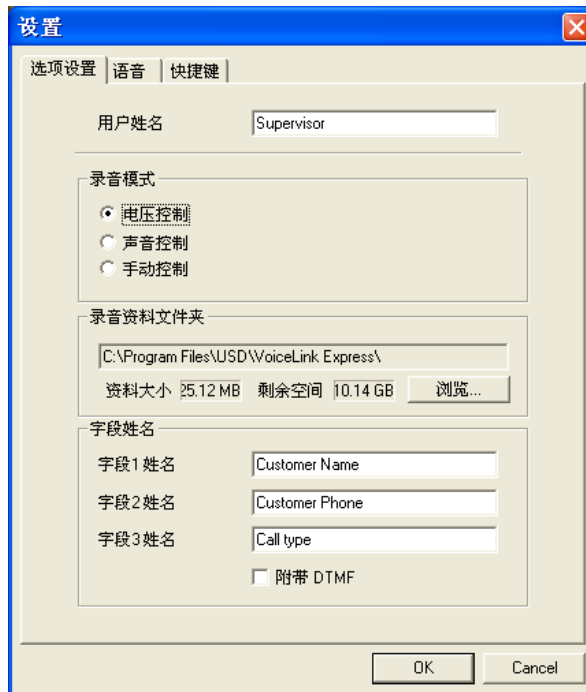 设置
选项设置 语音 快捷键
用户姓名 Supervisor
录音模式
电压控制
声音控制
手动控制
录音资料文件夹
C:\Program Files\USD\VoiceLink Express\
资料大小 25.12 MB 剩余空间 10.14 GB 浏览...
字段姓名
字段1姓名 Customer Name
字段2姓名 Customer Phone
字段3姓名 Call type
附带 DTMF
OK Cancel